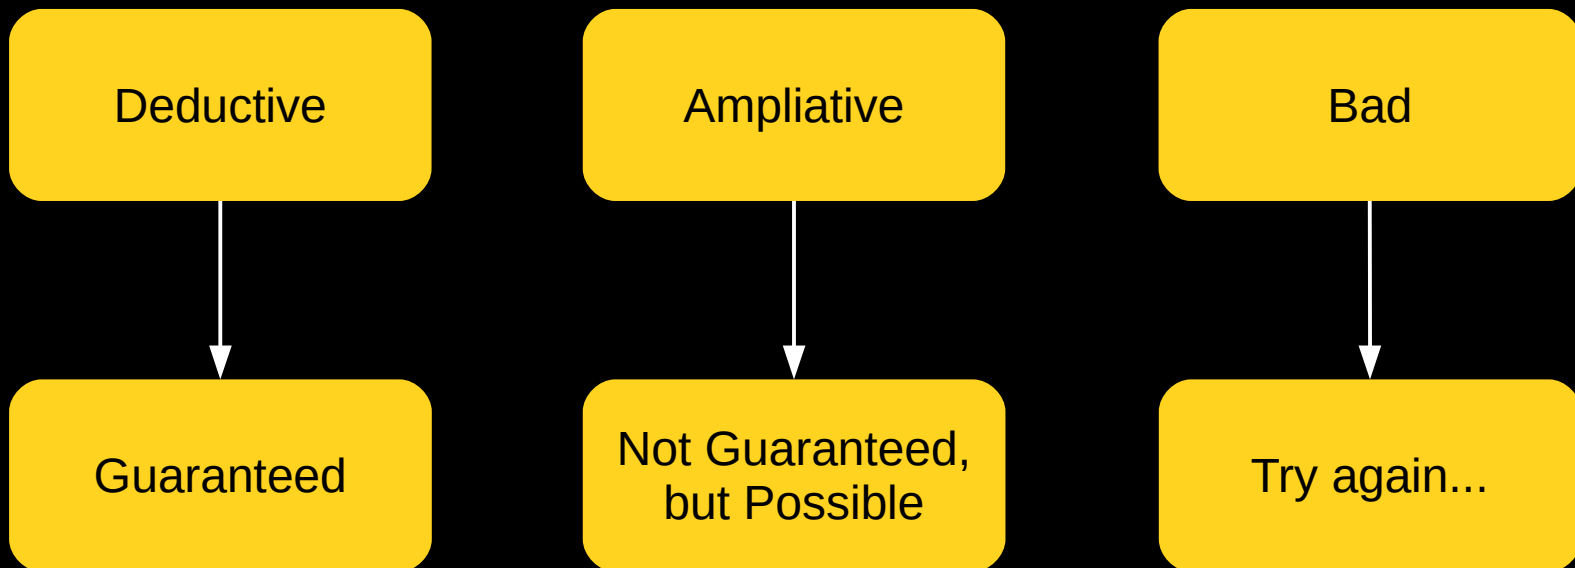 Deductive
Ampliative
Bad
Guaranteed
Not Guaranteed,
but Possible
Try again...